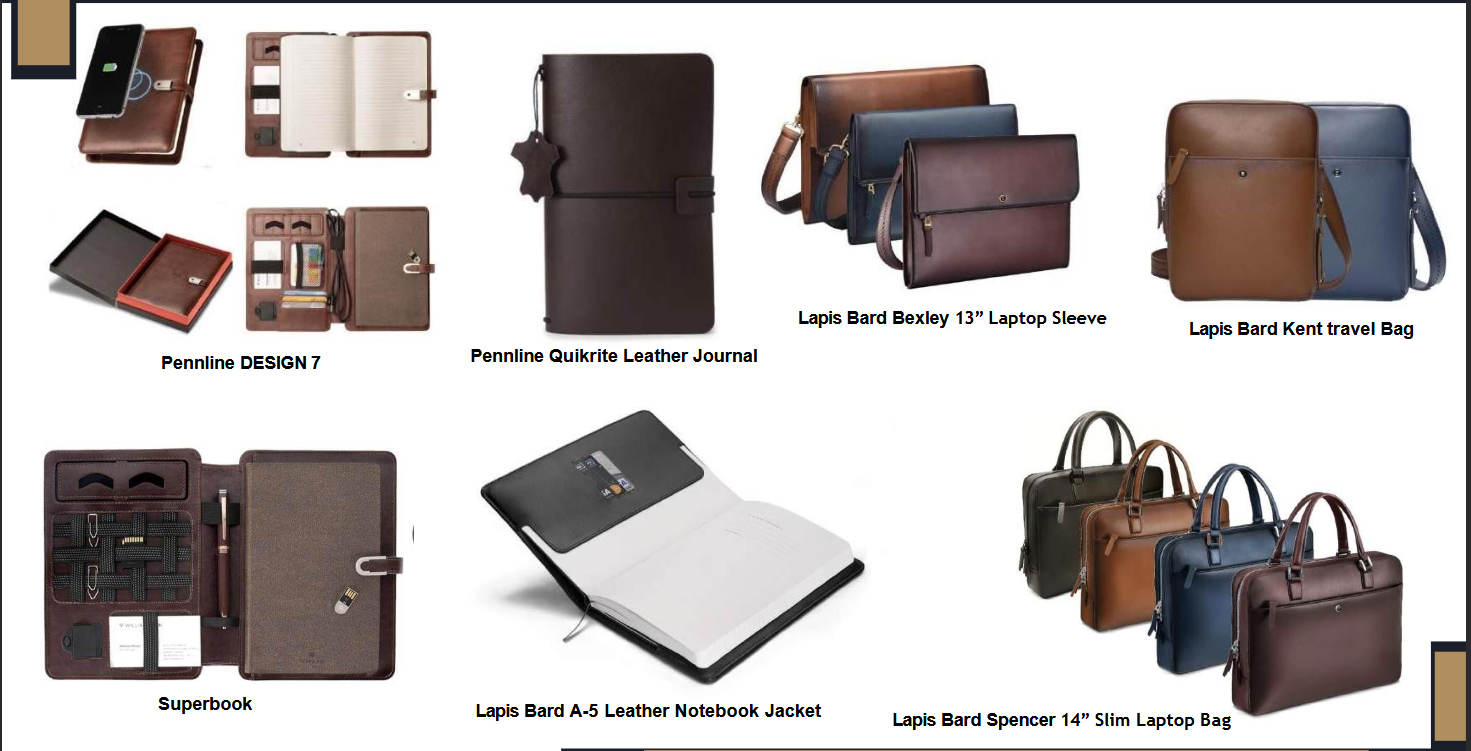 Pennline DESIGN 7
Pennline Quikrite Leather Journal
Lapis Bard Bexley 13” Laptop Sleeve
Lapis Bard Kent travel Bag
Superbook
Lapis Bard A-5 Leather Notebook Jacket
Lapis Bard Spencer 14” Slim Laptop Bag